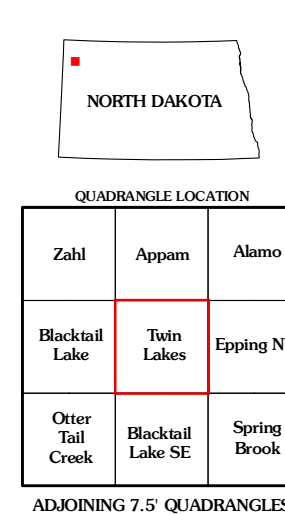 NORTH DAKOTA
QUADRANGLE LOCATION
Zahl
Appam
Alamo
Blacktail
Lake
Twin
Lakes
Epping N
Otter
Tail
Creek
Blacktail
Lake SE
Spring
Brook
ADJOINING 7.5' QUADRANGLES